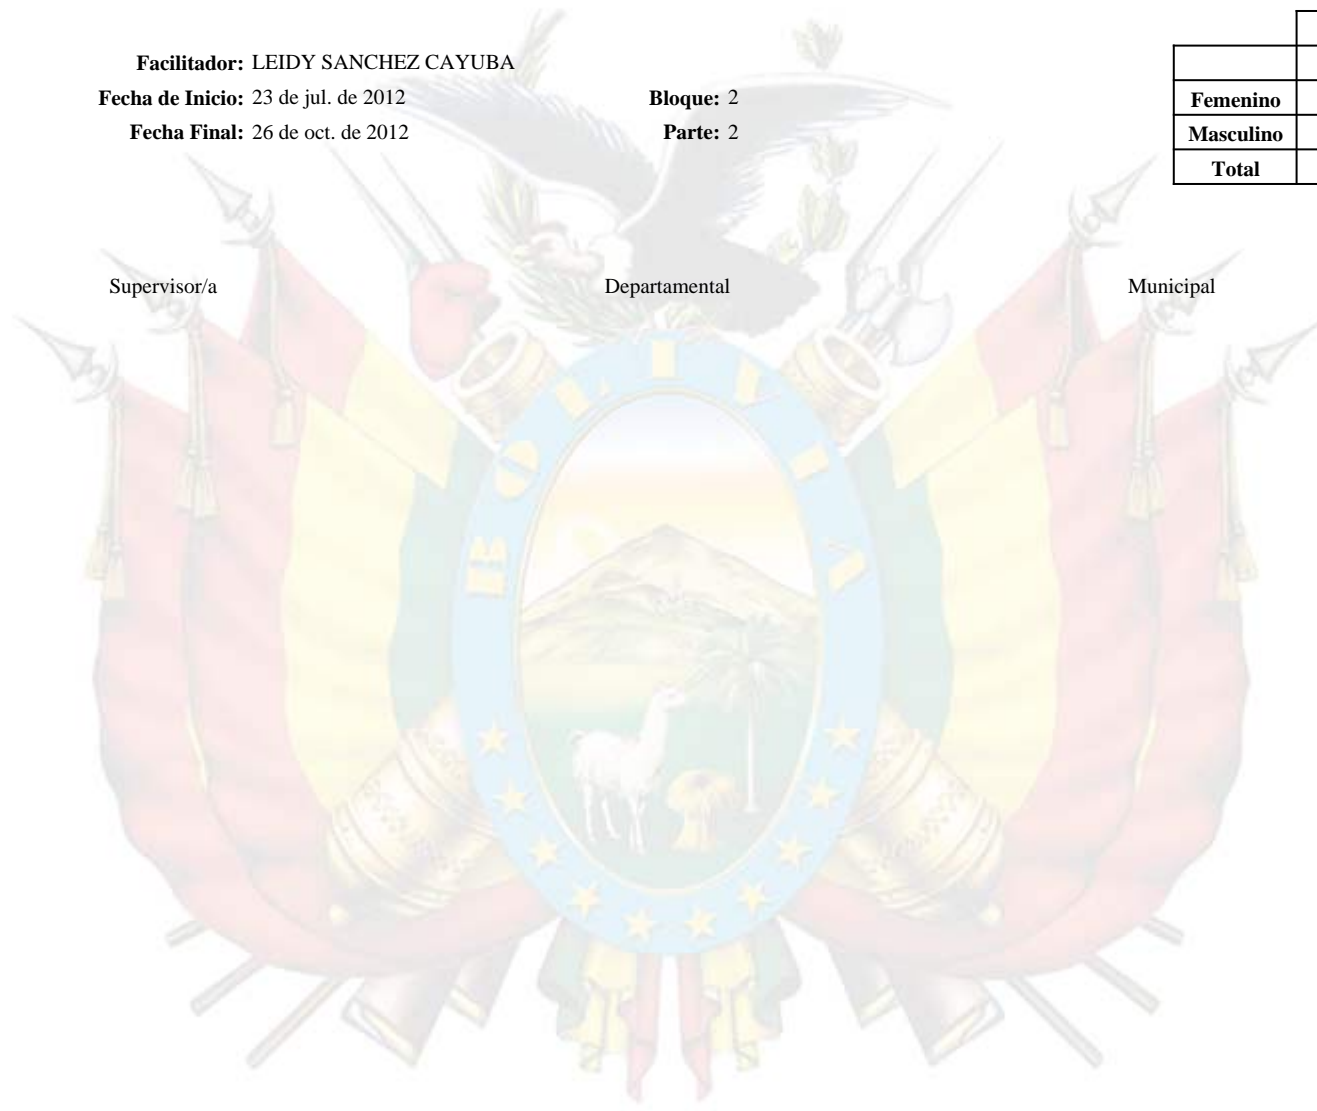 Facilitador: LEIDY SANCHEZ CAYUBA
Fecha de Inicio: 23 de jul. de 2012 Bloque: 2
Fecha Final: 26 de oct. de 2012 Parte: 2
Femenino
Masculino
Total
Supervisor/a Departamental Municipal
BOLIVIA